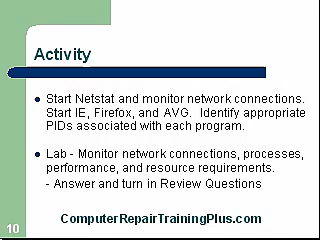 Activity
Start Netstat and monitor network connections.
Start IE, Firefox, and AVG. Identify appropriate
PIDs associated with each program.
Lab - Monitor network connections, processes,
performance, and resource requirements.
- Answer and turn in Review Questions
ComputerRepairTrainingPlus.com
10